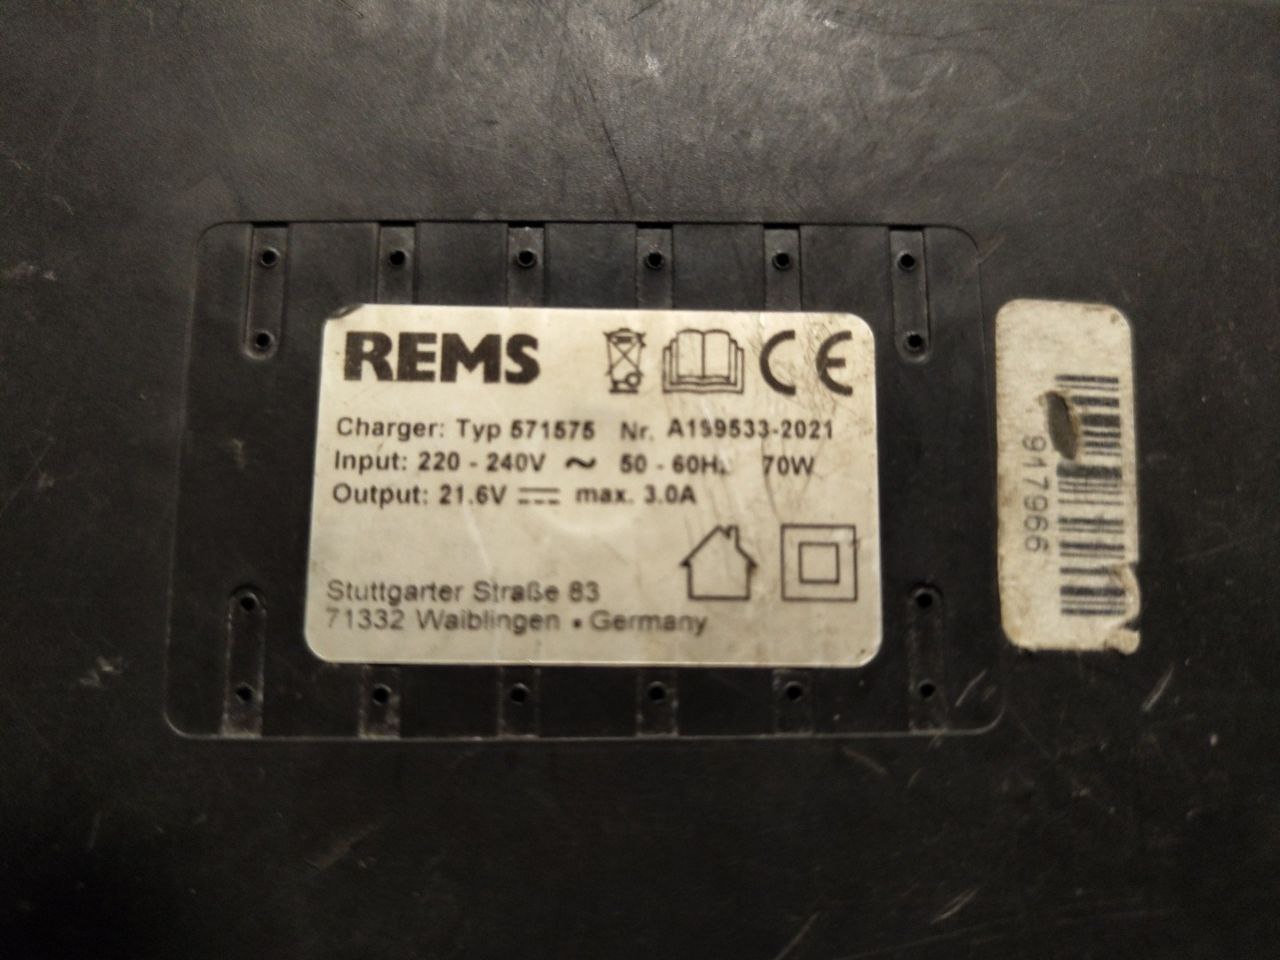 REMS
CE
Charger: Typ 571575 Nr. A159533-2021
Input: 220 - 240V ~ 50 - 60Hz 70W
Output: 21.6V ⎓ max. 3.0A
Stuttgarter Straße 83
71332 Waiblingen • Germany
917966